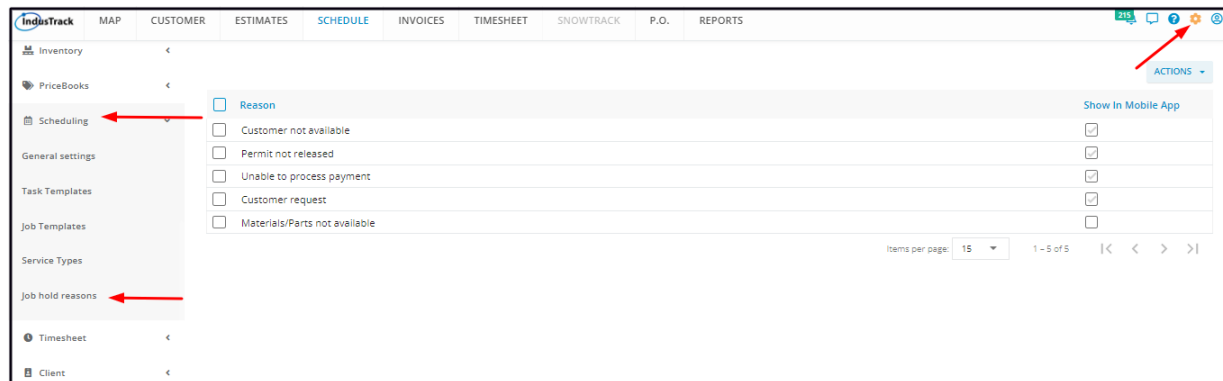 IndusTrack MAP CUSTOMER ESTIMATES SCHEDULE INVOICES TIMESHEET SNOWTRACK P.O. REPORTS 215
Inventory
PriceBooks
Scheduling
General settings
Task Templates
Job Templates
Service Types
Job hold reasons
Timesheet
Client
ACTIONS
Reason Show In Mobile App
Customer not available
Permit not released
Unable to process payment
Customer request
Materials/Parts not available
Items per page: 15 1 – 5 of 5